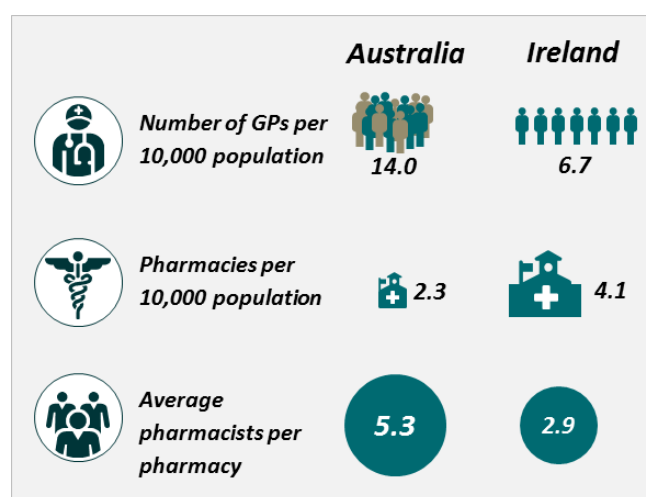 Australia Ireland
Number of GPs per
10,000 population
14.0 6.7
Pharmacies per
10,000 population
2.3 4.1
Average
pharmacists per
pharmacy
5.3 2.9